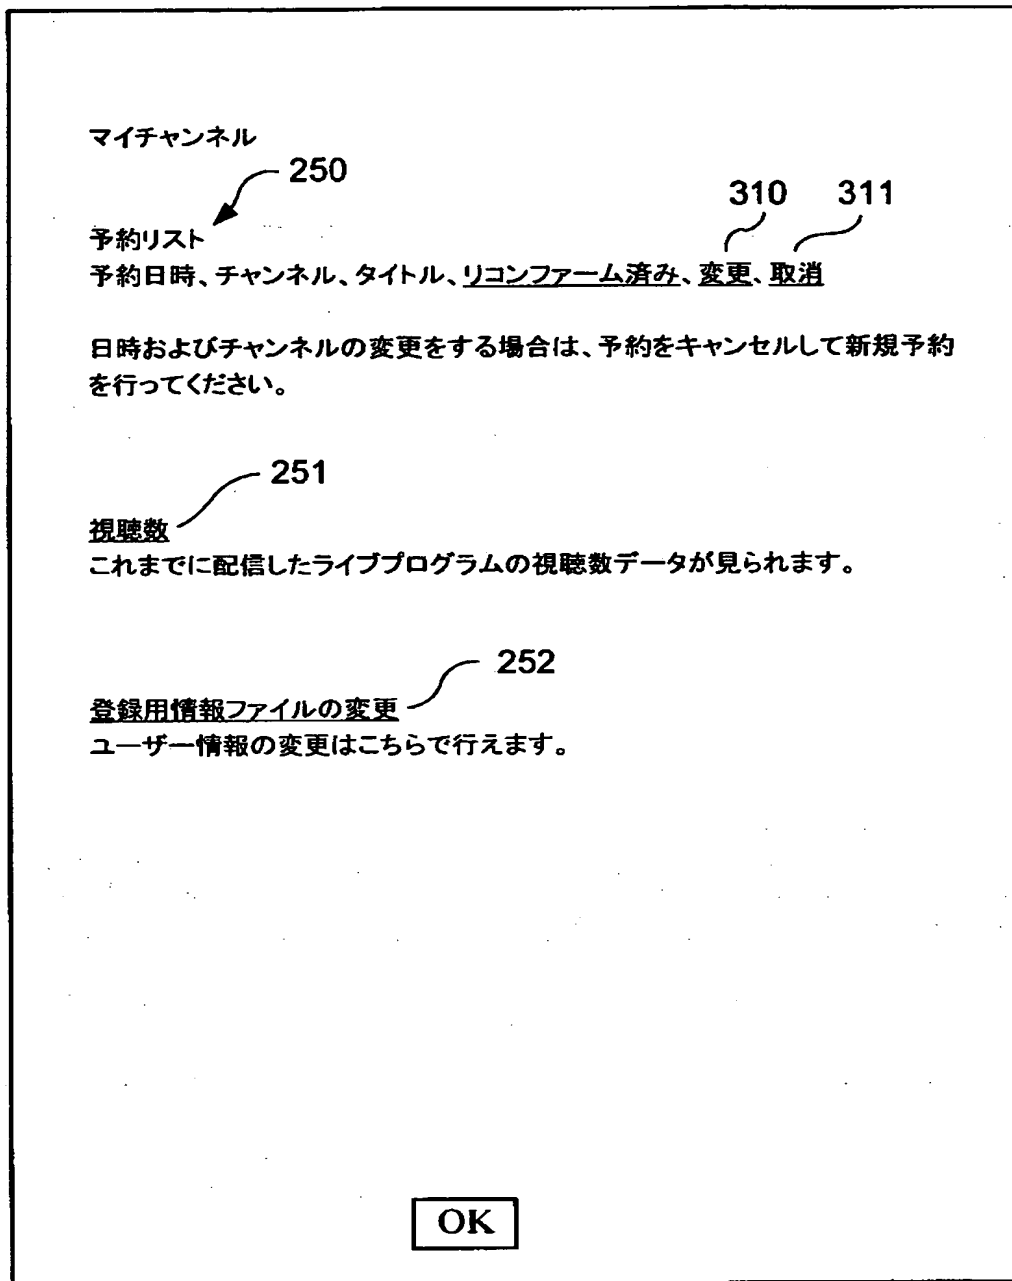 マイチャンネル
250
310 311
予約リスト
予約日時、チャンネル、タイトル、リコンファーム済み、変更、取消
日時およびチャンネルの変更をする場合は、予約をキャンセルして新規予約
を行ってください。
251
視聴数
これまでに配信したライブプログラムの視聴数データが見られます。
252
登録用情報ファイルの変更
ユーザー情報の変更はこちらで行えます。
OK